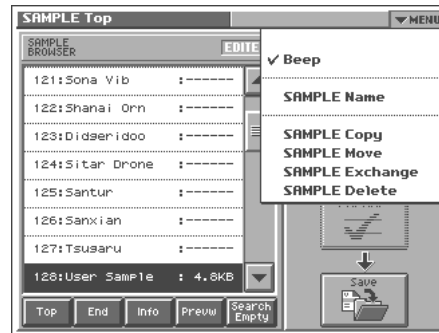 SAMPLE Top
▼MENU
SAMPLE
BROWSER
EDITE
✓ Beep
SAMPLE Name
SAMPLE Copy
SAMPLE Move
SAMPLE Exchange
SAMPLE Delete
121:Sona Vib :------
122:Shanai Orn :------
123:Didgeridoo :------
124:Sitar Drone :------
125:Santur :------
126:Sanxian :------
127:Tsugaru :------
128:User Sample : 4.8KB
Top End Info Prevw Search Empty
Save